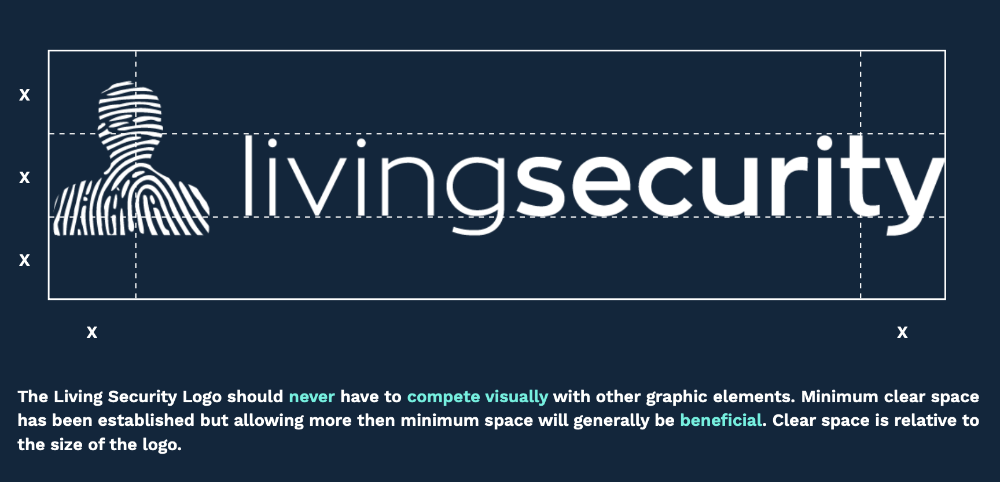 X
livingsecurity
X
X
X X
The Living Security Logo should never have to compete visually with other graphic elements. Minimum clear space
has been established but allowing more then minimum space will generally be beneficial. Clear space is relative to
the size of the logo.